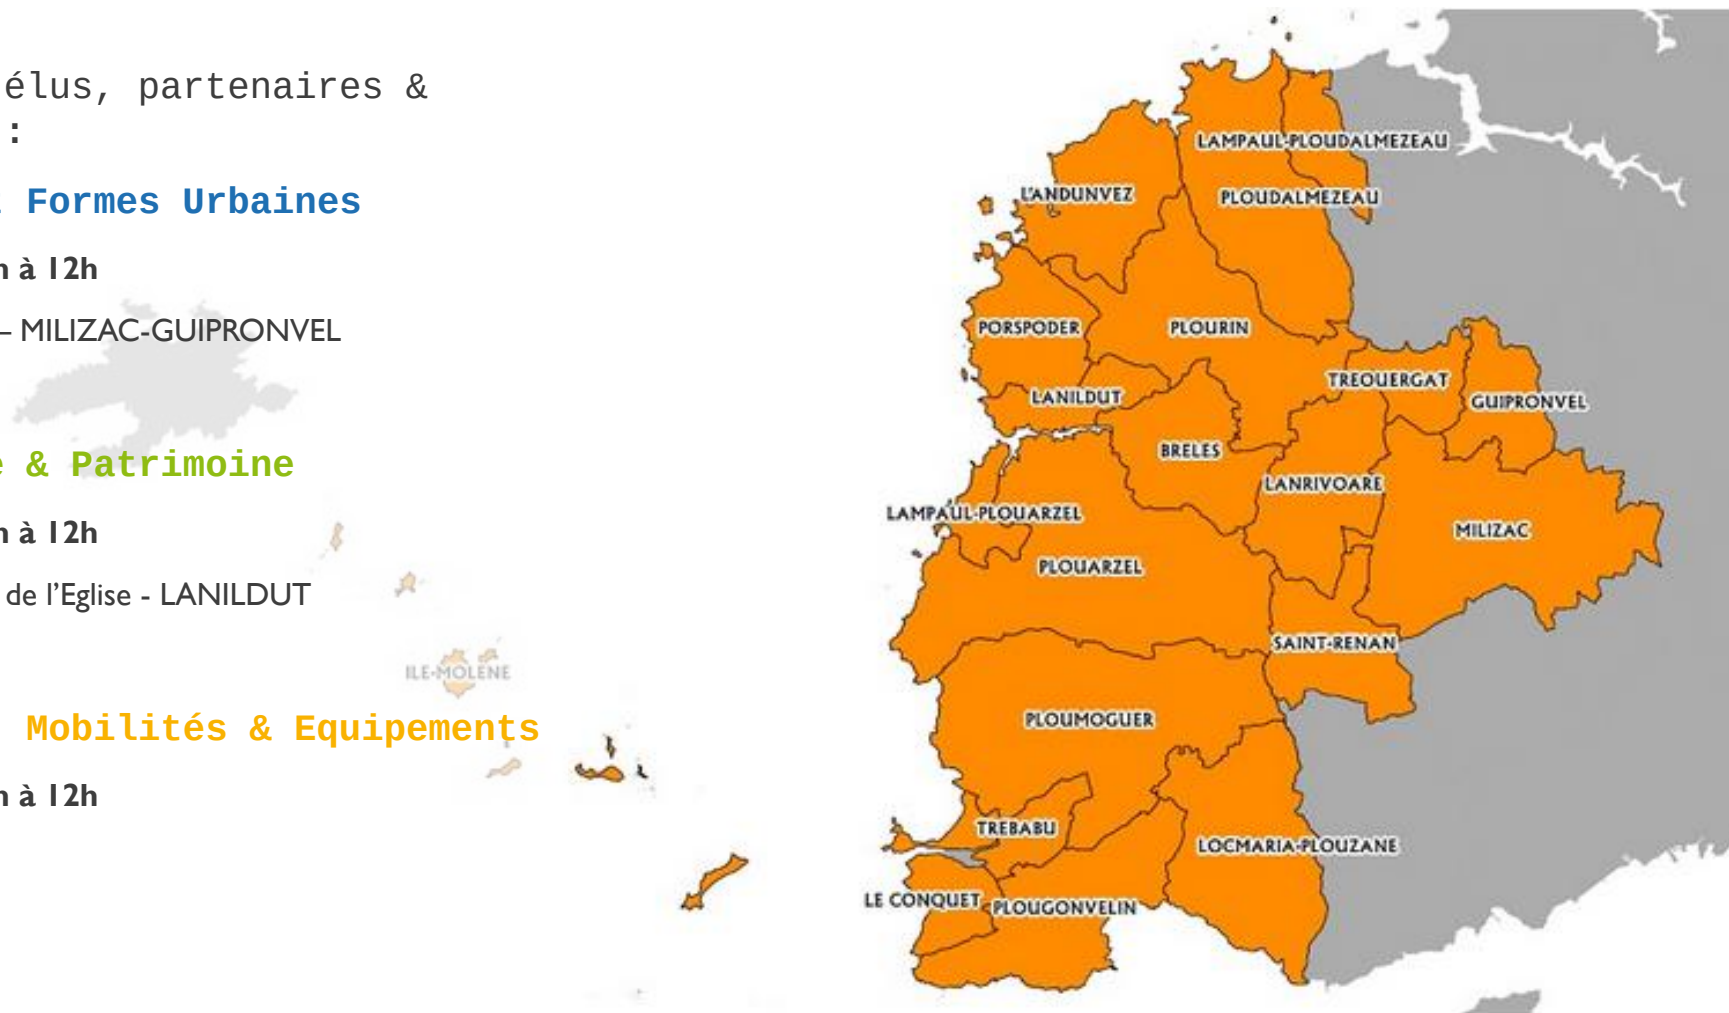 élus, partenaires &
:
Formes Urbaines
h à 12h
– MILIZAC-GUIPRONVEL
e & Patrimoine
h à 12h
de l’Eglise - LANILDUT
ILE-MOLENE
Mobilités & Equipements
h à 12h
LAMPAUL-PLOUDALMEZEAU
L'ANDUNVEZ
PLOUDALMEZEAU
PORSPODER
PLOURIN
TREOUERGAT
LANILDUT
GUIPRONVEL
BRELES
LANRIVOARE
LAMPAUL-PLOUARZEL
MILIZAC
PLOUARZEL
SAINT-RENAN
PLOUMOGUER
TREBABU
LOCMARIA-PLOUZANE
LE CONQUET
PLOUGONVELIN